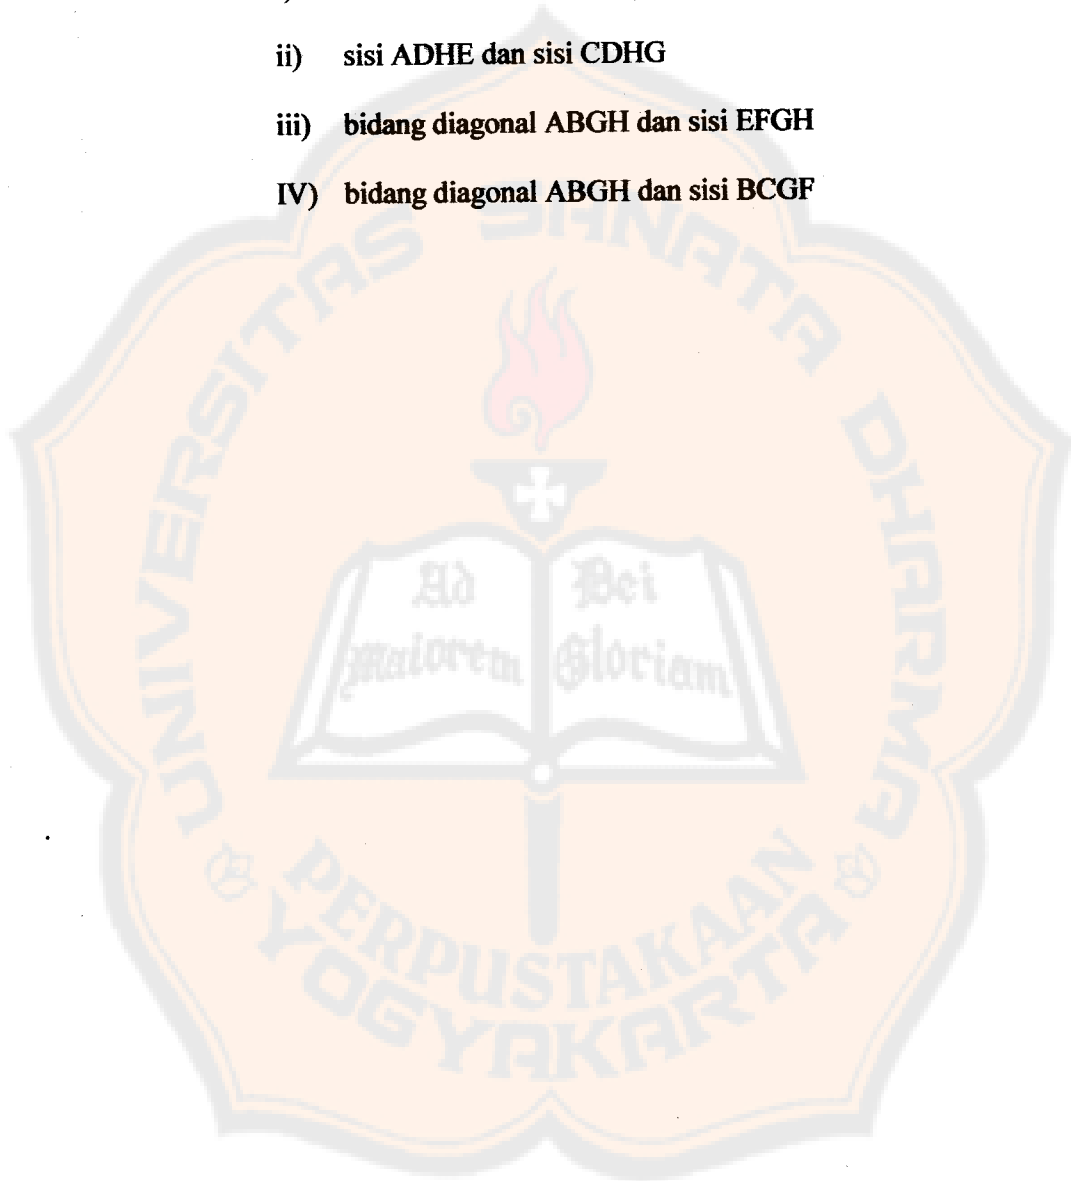 ii) sisi ADHE dan sisi CDHG
iii) bidang diagonal ABGH dan sisi EFGH
IV) bidang diagonal ABGH dan sisi BCGF
UNIVERSITAS SANATA DHARMA
Ad Dei
Maiorem Gloriam
PERPUSTAKAAN
YOGYAKARTA